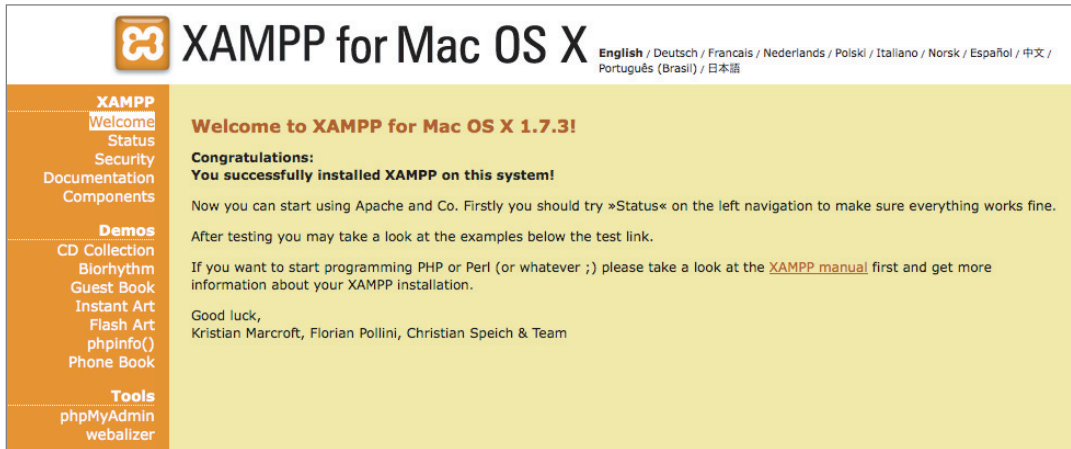 XAMPP for Mac OS X
English / Deutsch / Francais / Nederlands / Polski / Italiano / Norsk / Español / 中文 /
Português (Brasil) / 日本語
XAMPP
Welcome
Status
Security
Documentation
Components
Demos
CD Collection
Biorhythm
Guest Book
Instant Art
Flash Art
phpinfo()
Phone Book
Tools
phpMyAdmin
webalizer
Welcome to XAMPP for Mac OS X 1.7.3!
Congratulations:
You successfully installed XAMPP on this system!
Now you can start using Apache and Co. Firstly you should try »Status« on the left navigation to make sure everything works fine.
After testing you may take a look at the examples below the test link.
If you want to start programming PHP or Perl (or whatever ;) please take a look at the XAMPP manual first and get more
information about your XAMPP installation.
Good luck,
Kristian Marcroft, Florian Pollini, Christian Speich & Team